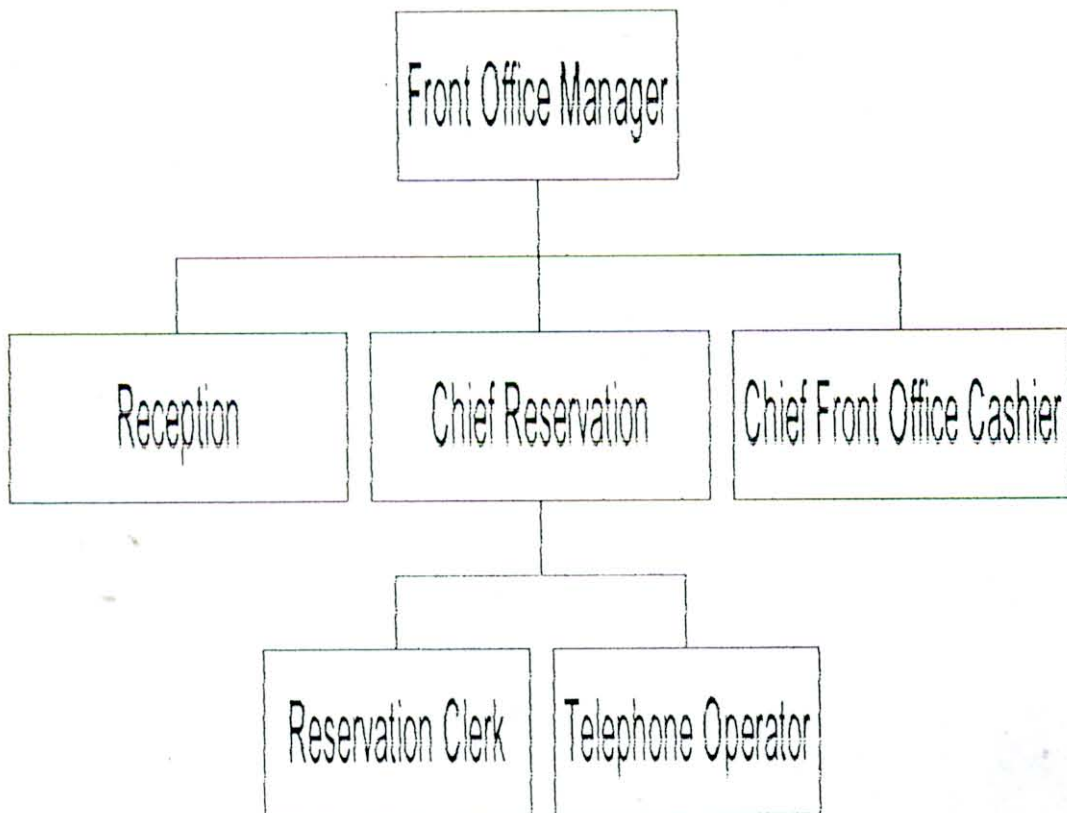 Front Office Manager
Reception
Chief Reservation
Chief Front Office Cashier
Reservation Clerk
Telephone Operator